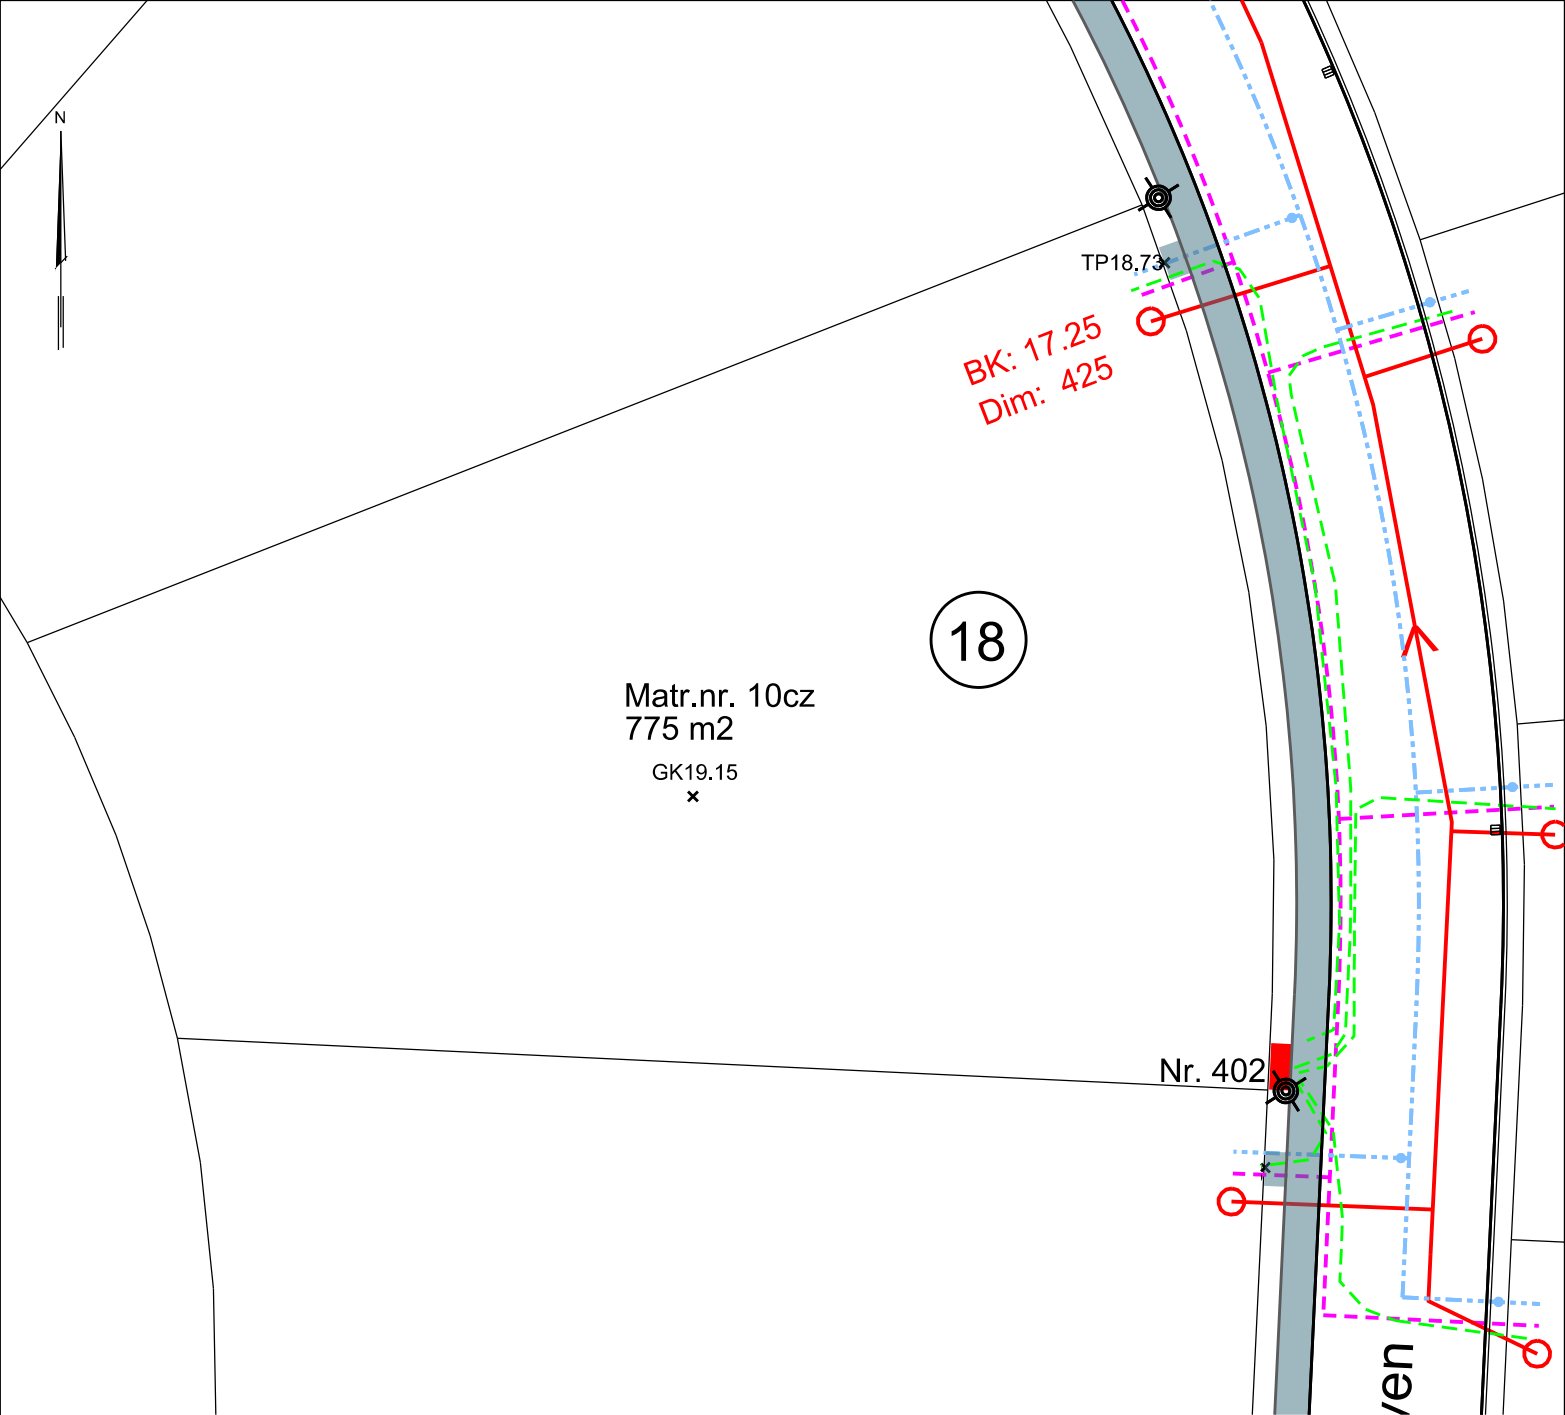 N
TP18.73
BK: 17.25
Dim: 425
18
Matr.nr. 10cz
775 m2
GK19.15
Nr. 402
ven